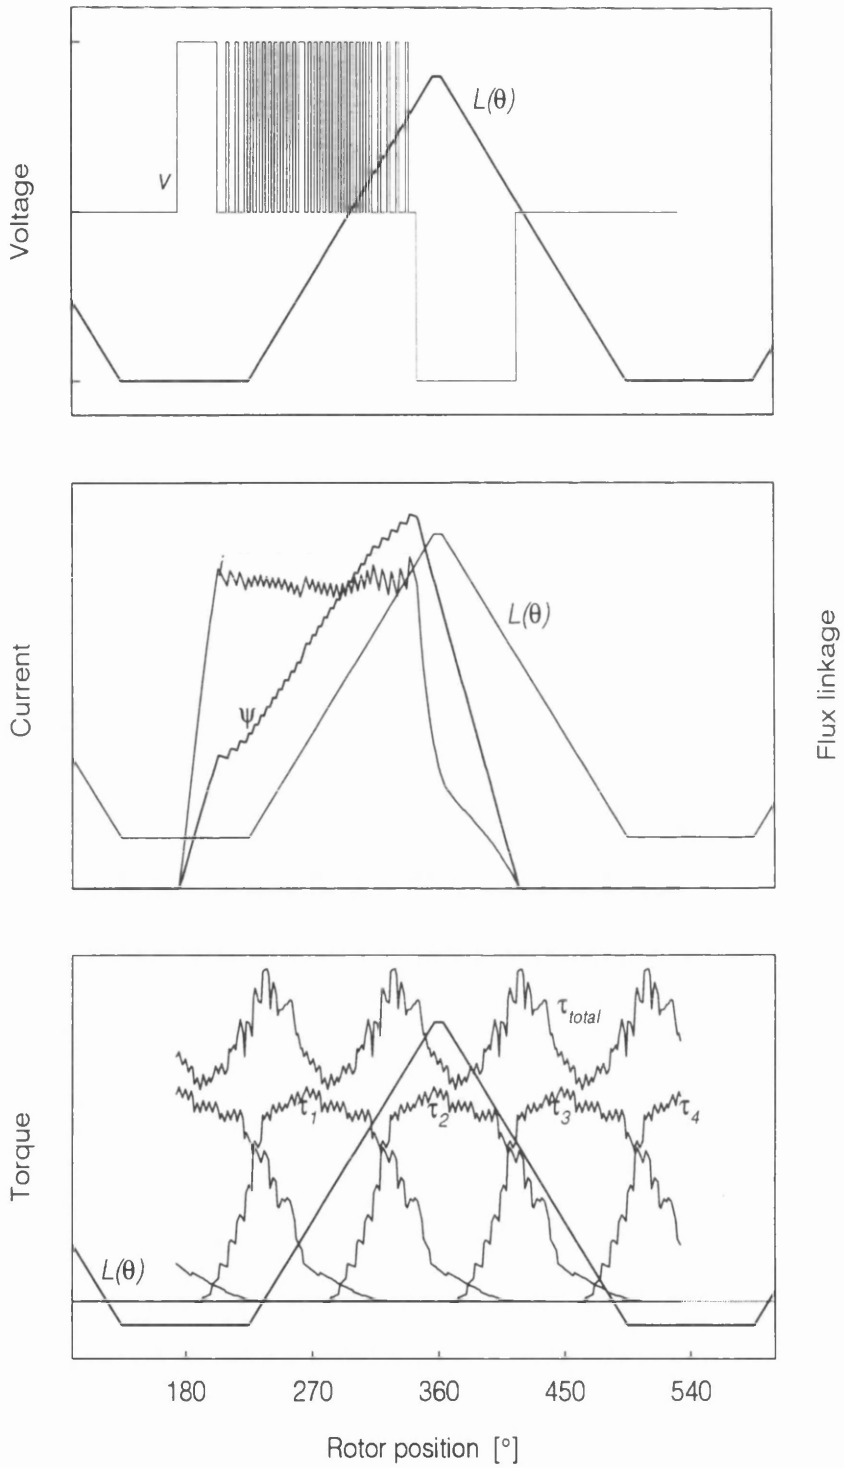 Voltage
v
L(θ)
Current
i
ψ
L(θ)
Flux linkage
Torque
τtotal
τ1
τ2
τ3
τ4
L(θ)
180 270 360 450 540
Rotor position [°]